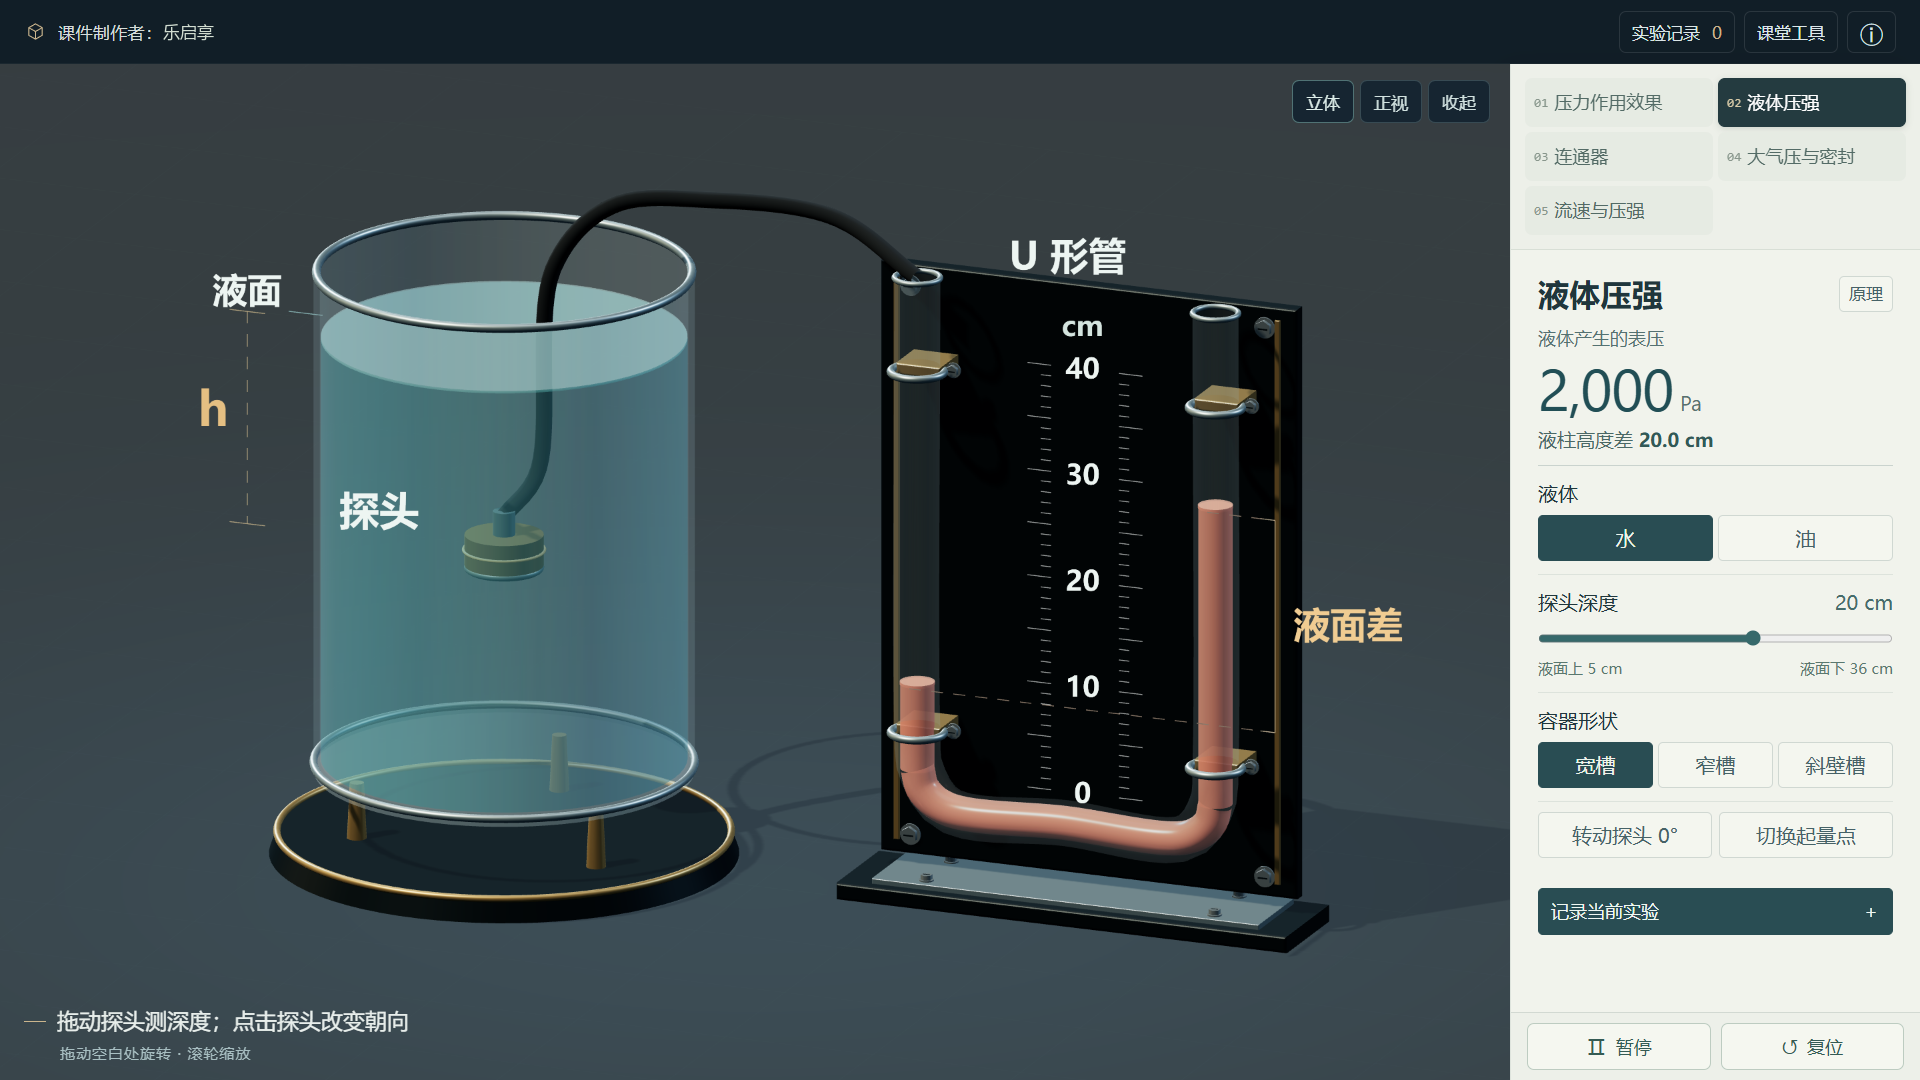 课件制作者：乐启享
实验记录 0
课堂工具
立体
正视
收起
01 压力作用效果
02 液体压强
03 连通器
04 大气压与密封
05 流速与压强
液面
h
探头
U 形管
cm
40
30
20
10
0
液面差
液体压强
原理
液体产生的表压
2,000 Pa
液柱高度差 20.0 cm
液体
水
油
探头深度
20 cm
液面上 5 cm
液面下 36 cm
容器形状
宽槽
窄槽
斜壁槽
转动探头 0°
切换起量点
记录当前实验 +
拖动探头测深度；点击探头改变朝向
拖动空白处旋转 · 滚轮缩放
暂停
复位